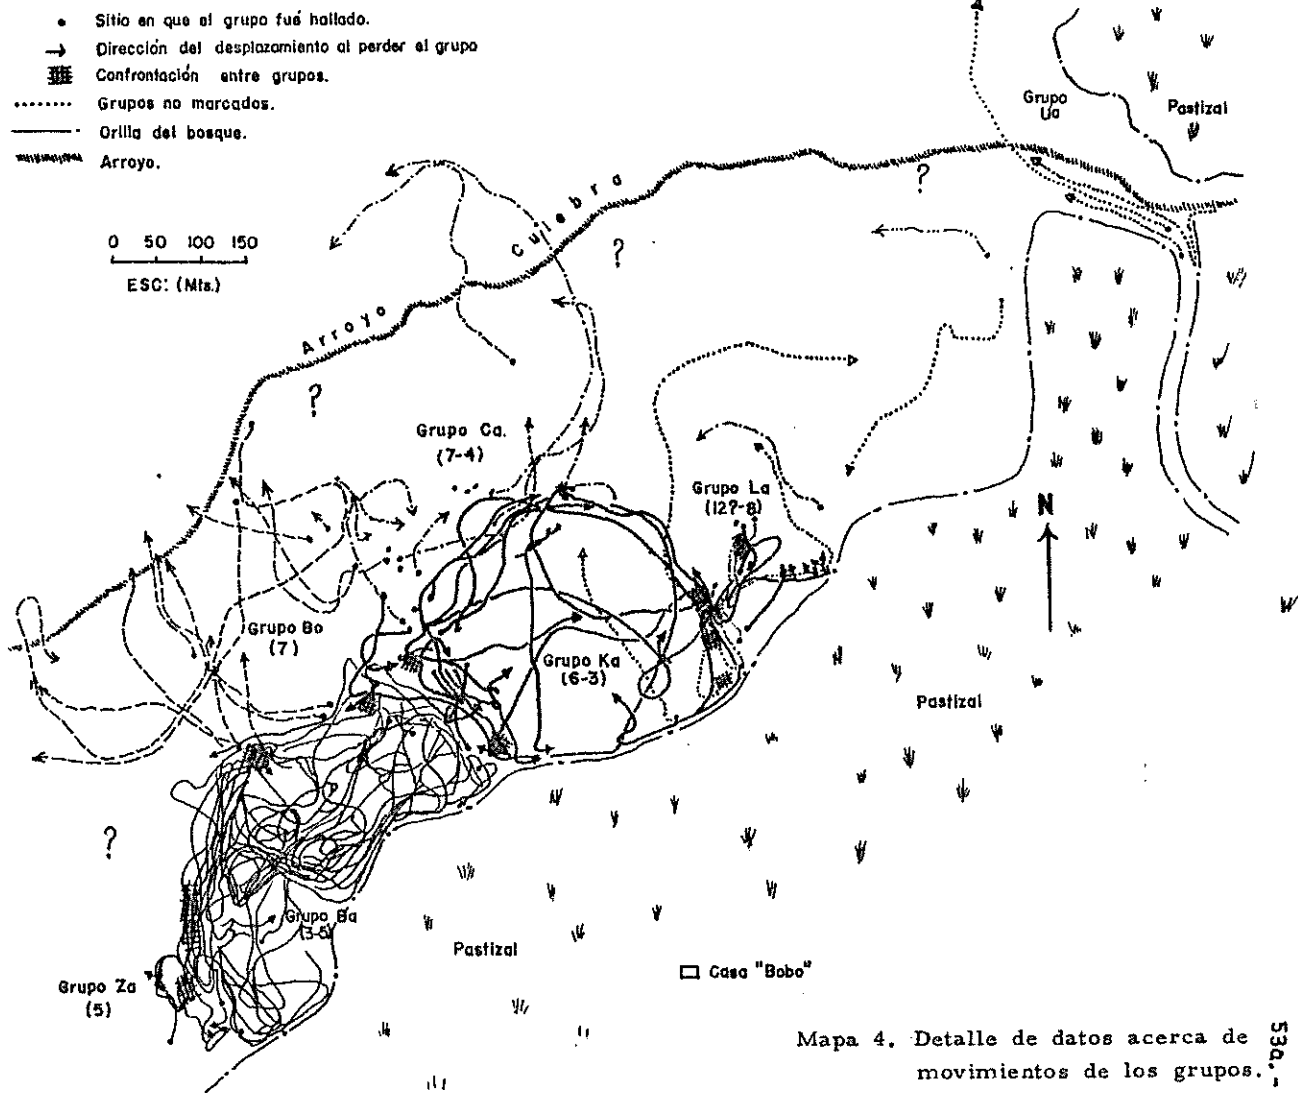 Sitio en que el grupo fué hallado.
Dirección del desplazamiento al perder el grupo
Confrontación entre grupos.
Grupos no marcados.
Orilla del bosque.
Arroyo.
0 50 100 150
ESC: (Mts.)
Grupo
Ua
Pastizal
?
?
Arroyo Culebra
?
Grupo Ca.
(7-4)
Grupo La
(12?-8)
N
Grupo Bo
(7)
Grupo Ka
(6-3)
Pastizal
?
Grupo Ba
(3-5)
Pastizal
Casa "Bobo"
Grupo Za
(5)
Mapa 4. Detalle de datos acerca de
movimientos de los grupos.
53a.-